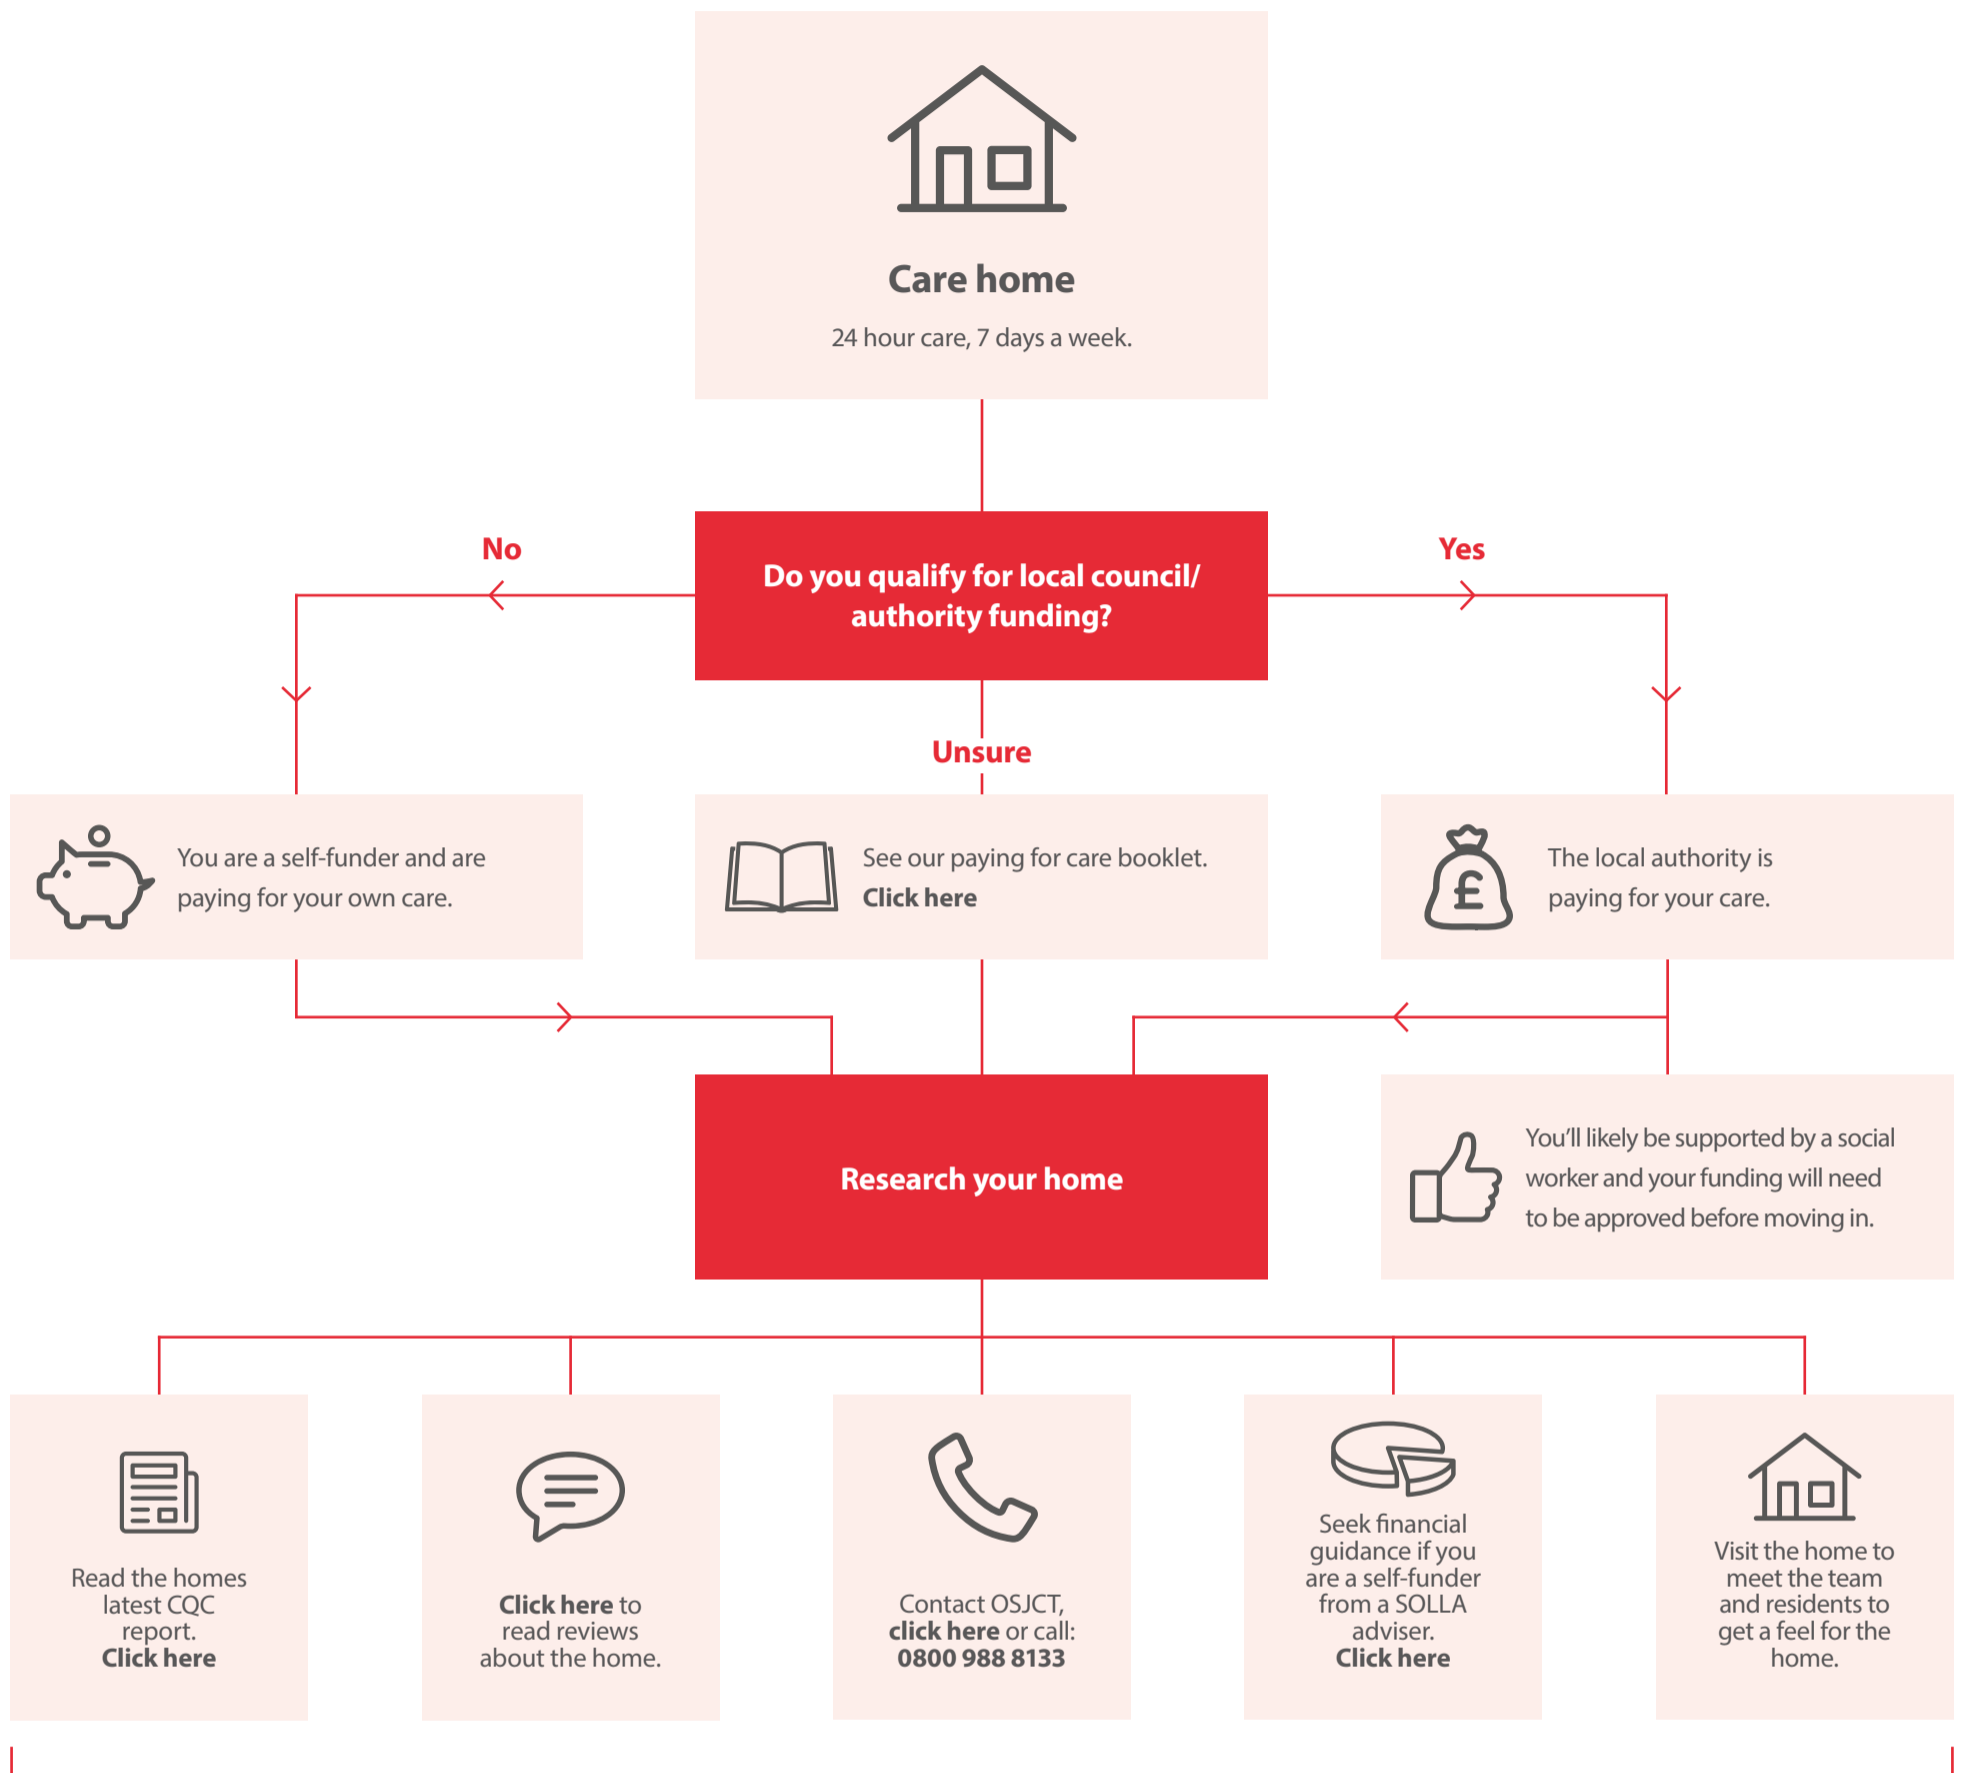 Care home
24 hour care, 7 days a week.
No
Yes
Do you qualify for local council/
authority funding?
Unsure
You are a self-funder and are
paying for your own care.
See our paying for care booklet.
Click here
£
The local authority is
paying for your care.
Research your home
You'll likely be supported by a social
worker and your funding will need
to be approved before moving in.
Read the homes
latest CQC
report.
Click here
Click here to
read reviews
about the home.
Contact OSJCT,
click here or call:
0800 988 8133
Seek financial
guidance if you
are a self-funder
from a SOLLA
adviser.
Click here
Visit the home to
meet the team
and residents to
get a feel for the
home.